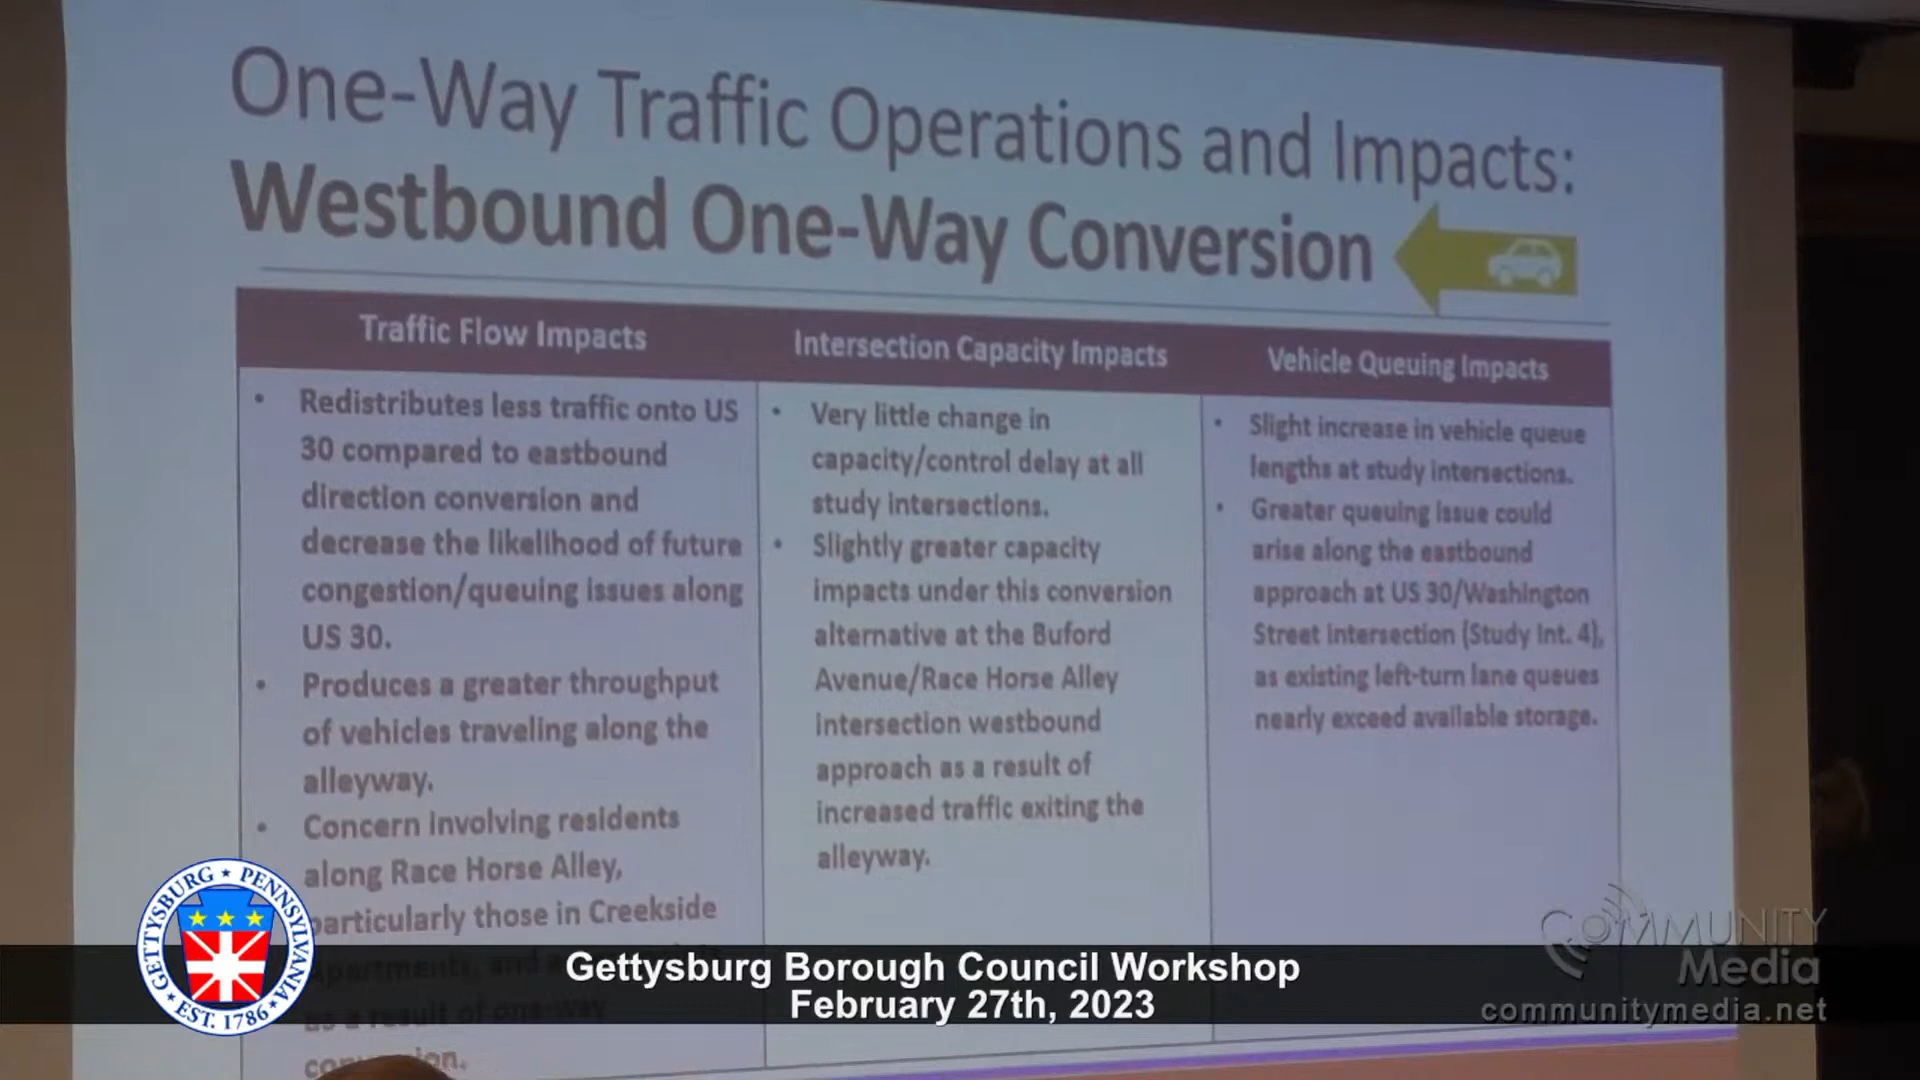 One-Way Traffic Operations and Impacts:
Westbound One-Way Conversion
Traffic Flow Impacts
• Redistributes less traffic onto US
30 compared to eastbound
direction conversion and
decrease the likelihood of future
congestion/queuing issues along
US 30.
• Produces a greater throughput
of vehicles traveling along the
alleyway.
• Concern involving residents
along Race Horse Alley,
particularly those in Creekside
Apartments, and
as a result of one-way
Intersection Capacity Impacts
• Very little change in
capacity/control delay at all
study intersections.
• Slightly greater capacity
impacts under this conversion
alternative at the Buford
Avenue/Race Horse Alley
intersection westbound
approach as a result of
increased traffic exiting the
alleyway.
Vehicle Queuing Impacts
• Slight increase in vehicle queue
lengths at study intersections.
• Greater queuing issue could
arise along the eastbound
approach at US 30/Washington
Street intersection (Study Int. 4),
as existing left-turn lane queues
nearly exceed available storage.
GETTYSBURG ★ PENNSYLVANIA
• EST. 1786 •
Gettysburg Borough Council Workshop
February 27th, 2023
COMMUNITY
Media
communitymedia.net